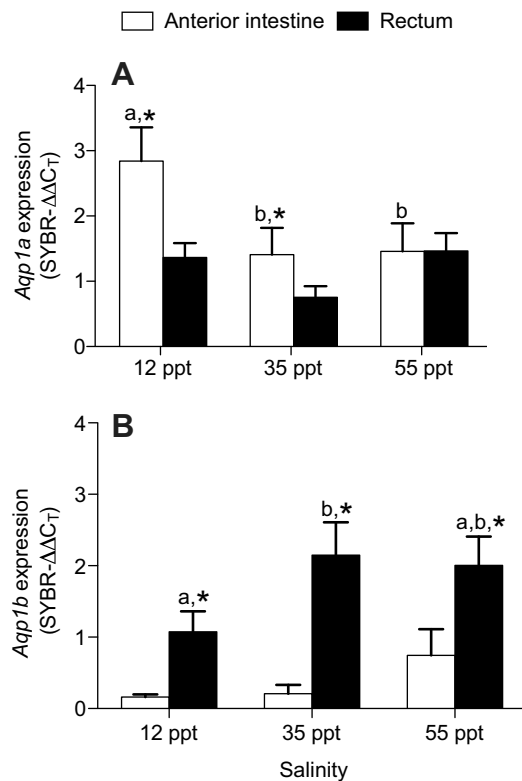 Anterior intestine Rectum
A
Aqp1a expression
(SYBR-ΔΔCT)
4
3
2
1
0
a,*
b,*
b
12 ppt 35 ppt 55 ppt
B
Aqp1b expression
(SYBR-ΔΔCT)
4
3
2
1
0
a,*
b,*
a,b,*
12 ppt 35 ppt 55 ppt
Salinity